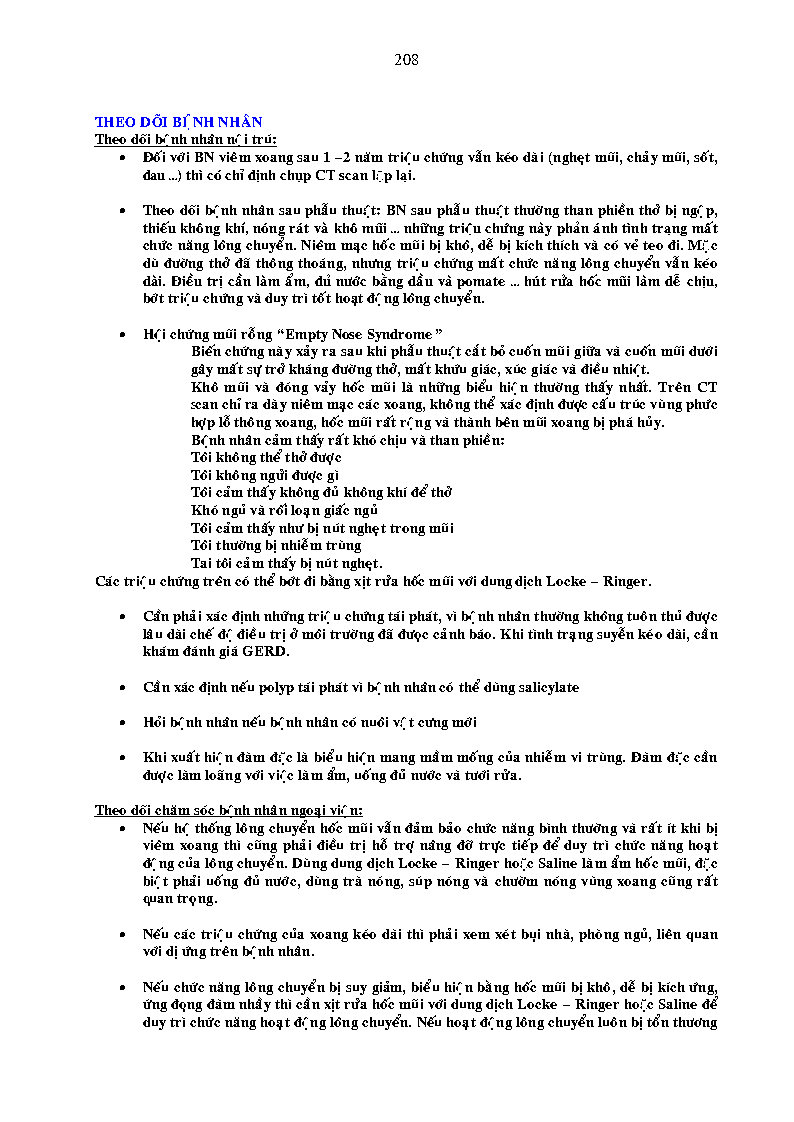 208
THEO DÕI BỆNH NHÂN
Theo dõi bệnh nhân nội trú:
• Đối với BN viêm xoang sau 1 –2 năm triệu chứng vẫn kéo dài (nghẹt mũi, chảy mũi, sốt,
đau …) thì có chỉ định chụp CT scan lập lại.
• Theo dõi bệnh nhân sau phẫu thuật: BN sau phẫu thuật thường than phiền thở bị ngộp,
thiếu không khí, nóng rát và khô mũi … những triệu chứng này phản ánh tình trạng mất
chức năng lông chuyển. Niêm mạc hốc mũi bị khô, dễ bị kích thích và có vẻ teo đi. Mặc
dù đường thở đã thông thoáng, nhưng triệu chứng mất chức năng lông chuyển vẫn kéo
dài. Điều trị cần làm ẩm, đủ nước bằng dầu và pomate … hút rửa hốc mũi làm dễ chịu,
bớt triệu chứng và duy trì tốt hoạt động lông chuyển.
• Hội chứng mũi rỗng “Empty Nose Syndrome”
Biến chứng này xảy ra sau khi phẫu thuật cắt bỏ cuốn mũi giữa và cuốn mũi dưới
gây mất sự trở kháng đường thở, mất khứu giác, xúc giác và điều nhiệt.
Khô mũi và đóng vảy hốc mũi là những biểu hiện thường thấy nhất. Trên CT
scan chỉ ra dày niêm mạc các xoang, không thể xác định được cấu trúc vùng phức
hợp lỗ thông xoang, hốc mũi rất rộng và thành bên mũi xoang bị phá hủy.
Bệnh nhân cảm thấy rất khó chịu và than phiền:
Tôi không thể thở được
Tôi không ngửi được gì
Tôi cảm thấy không đủ không khí để thở
Khó ngủ và rối loạn giấc ngủ
Tôi cảm thấy như bị nút nghẹt trong mũi
Tôi thường bị nhiễm trùng
Tai tôi cảm thấy bị nút nghẹt.
Các triệu chứng trên có thể bớt đi bằng xịt rửa hốc mũi với dung dịch Locke – Ringer.
• Cần phải xác định những triệu chứng tái phát, vì bệnh nhân thường không tuân thủ được
lâu dài chế độ điều trị ở môi trường đã đuợc cảnh báo. Khi tình trạng suyễn kéo dài, cần
khám đánh giá GERD.
• Cần xác định nếu polyp tái phát vì bệnh nhân có thể dùng salicylate
• Hỏi bệnh nhân nếu bệnh nhân có nuôi vật cưng mới
• Khi xuất hiện đàm đặc là biểu hiện mang mầm mống của nhiễm vi trùng. Đàm đặc cần
được làm loãng với việc làm ẩm, uống đủ nước và tưới rửa.
Theo dõi chăm sóc bệnh nhân ngoại viện:
• Nếu hệ thống lông chuyển hốc mũi vẫn đảm bảo chức năng bình thường và rất ít khi bị
viêm xoang thì cũng phải điều trị hỗ trợ nâng đỡ trực tiếp để duy trì chức năng hoạt
động của lông chuyển. Dùng dung dịch Locke – Ringer hoặc Saline làm ẩm hốc mũi, đặc
biệt phải uống đủ nước, dùng trà nóng, súp nóng và chườm nóng vùng xoang cũng rất
quan trọng.
• Nếu các triệu chứng của xoang kéo dài thì phải xem xét bụi nhà, phòng ngủ, liên quan
với dị ứng trên bệnh nhân.
• Nếu chức năng lông chuyển bị suy giảm, biểu hiện bằng hốc mũi bị khô, dễ bị kích ứng,
ứng đọng đàm nhầy thì cần xịt rửa hốc mũi với dung dịch Locke – Ringer hoặc Saline để
duy trì chức năng hoạt động lông chuyển. Nếu hoạt động lông chuyển luôn bị tổn thương